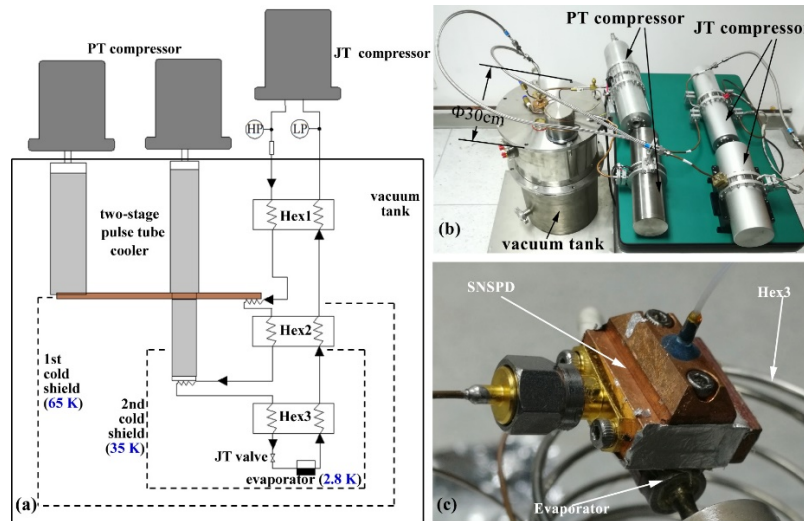 PT compressor
JT compressor
HP
LP
vacuum
tank
two-stage
pulse tube
cooler
Hex1
Hex2
1st
cold
shield
(65 K)
2nd
cold
shield
(35 K)
Hex3
JT valve
evaporator (2.8 K)
(a)
PT compressor
JT compressor
Φ30cm
vacuum tank
(b)
SNSPD
Hex3
Evaporator
(c)